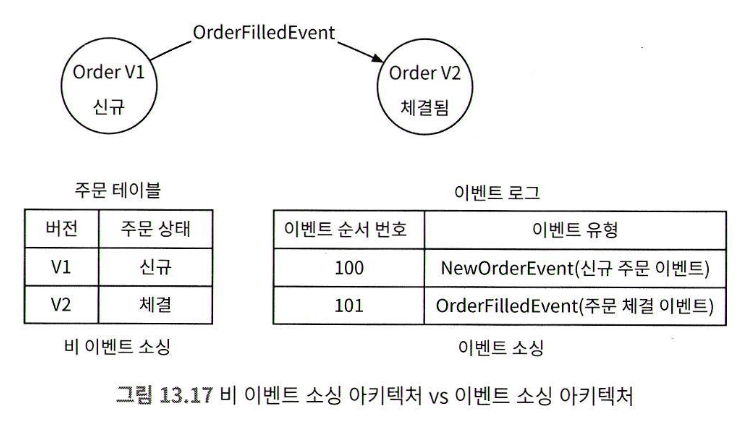 OrderFilledEvent
Order V1
신규
Order V2
체결됨
주문 테이블
버전 주문 상태
V1 신규
V2 체결
비 이벤트 소싱
이벤트 로그
이벤트 순서 번호 이벤트 유형
100 NewOrderEvent(신규 주문 이벤트)
101 OrderFilledEvent(주문 체결 이벤트)
이벤트 소싱
그림 13.17 비 이벤트 소싱 아키텍처 vs 이벤트 소싱 아키텍처